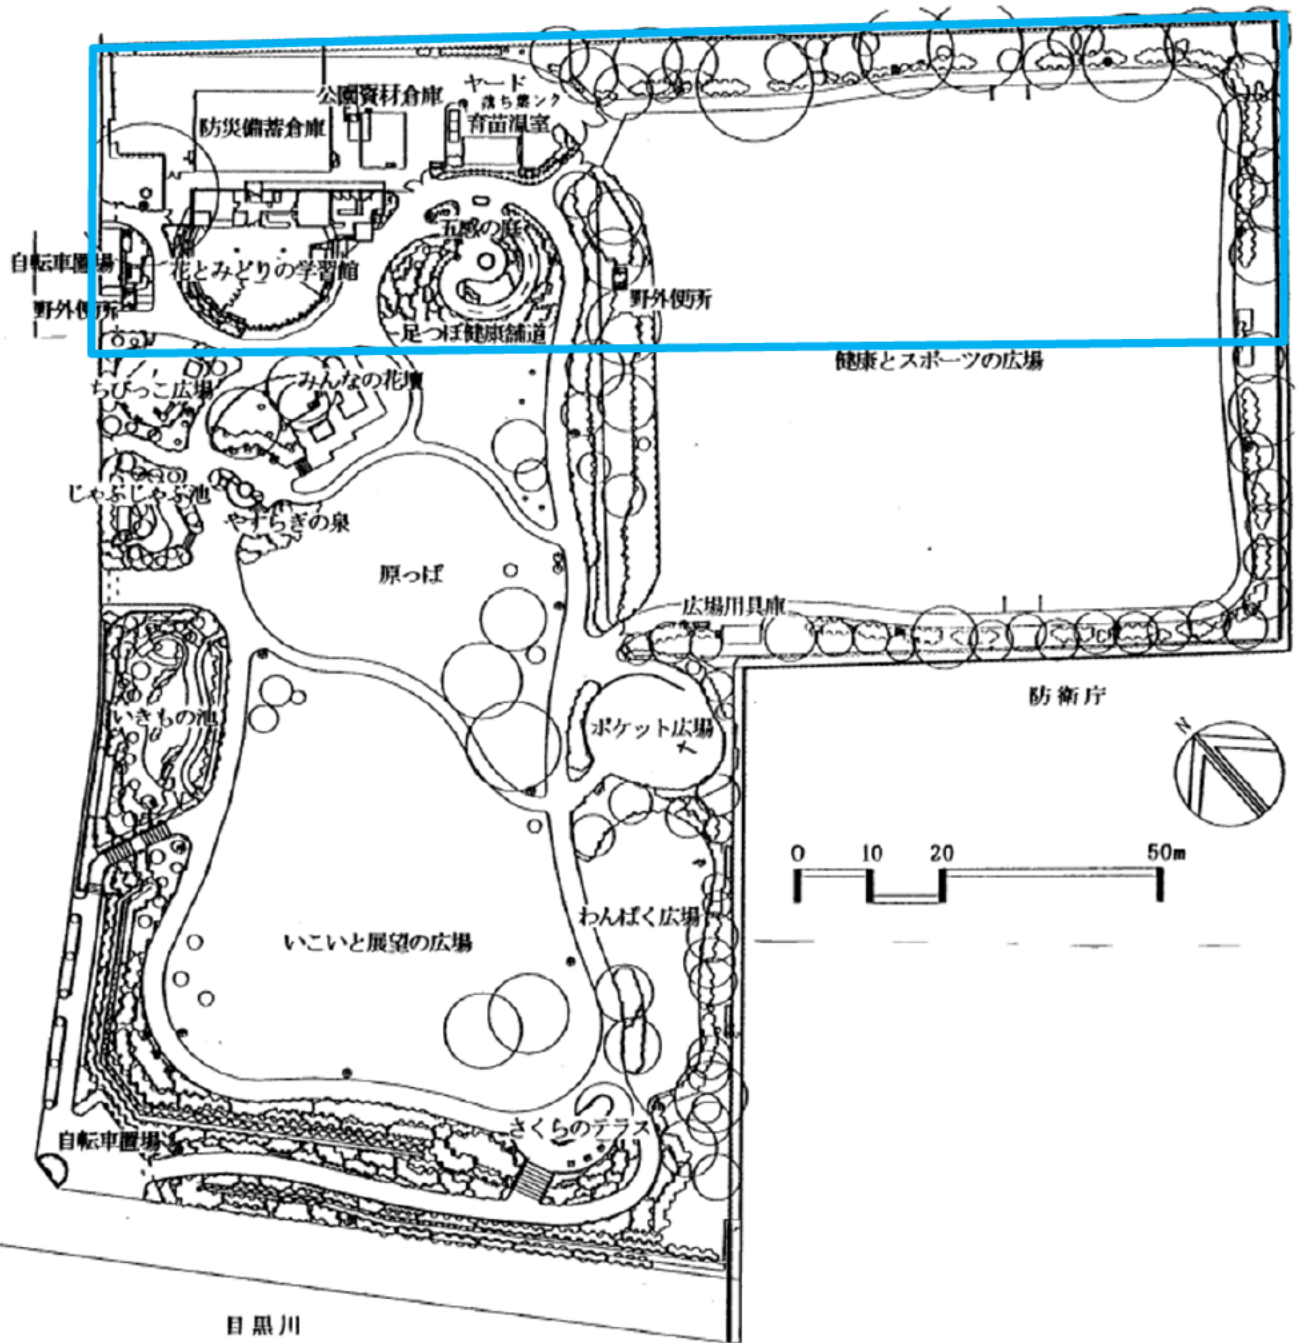 ヤード
公園資材倉庫
落ち葉ンク
防災備蓄倉庫
育苗温室
五感の庭
自転車置場
花とみどりの学習館
野外便所
野外便所
足つぼ健康舗道
健康とスポーツの広場
みんなの花壇
ちびっこ広場
じゃぶじゃぶ池
やすらぎの泉
原っぱ
広場用具庫
防衛庁
いきもの池
ポケット広場
N
0 10 20 50m
わんぱく広場
いこいと展望の広場
さくらのテラス
自転車置場
目黒川